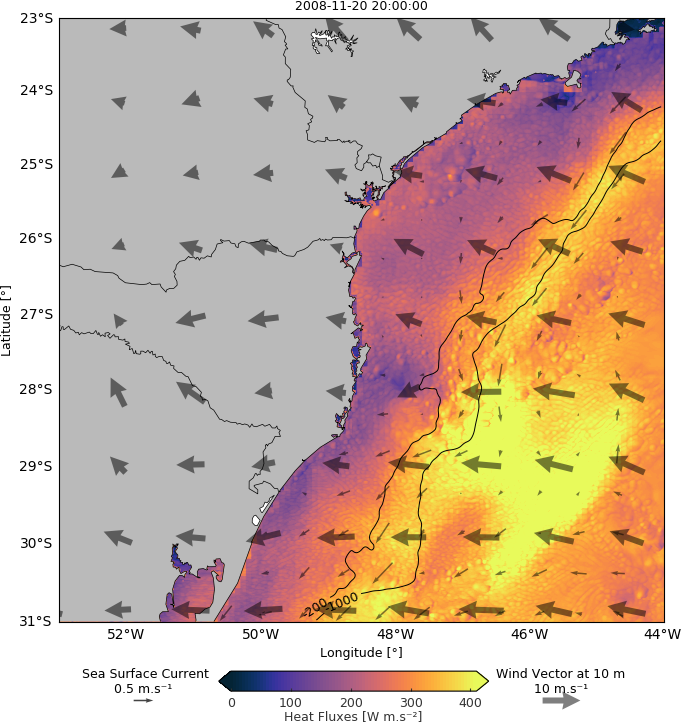 2008-11-20 20:00:00
23°S
24°S
25°S
26°S
27°S
28°S
29°S
30°S
31°S
Latitude [°]
-200
-1000
52°W 50°W 48°W 46°W 44°W
Longitude [°]
Sea Surface Current
0.5 m.s⁻¹
0 100 200 300 400
Heat Fluxes [W m.s⁻²]
Wind Vector at 10 m
10 m.s⁻¹